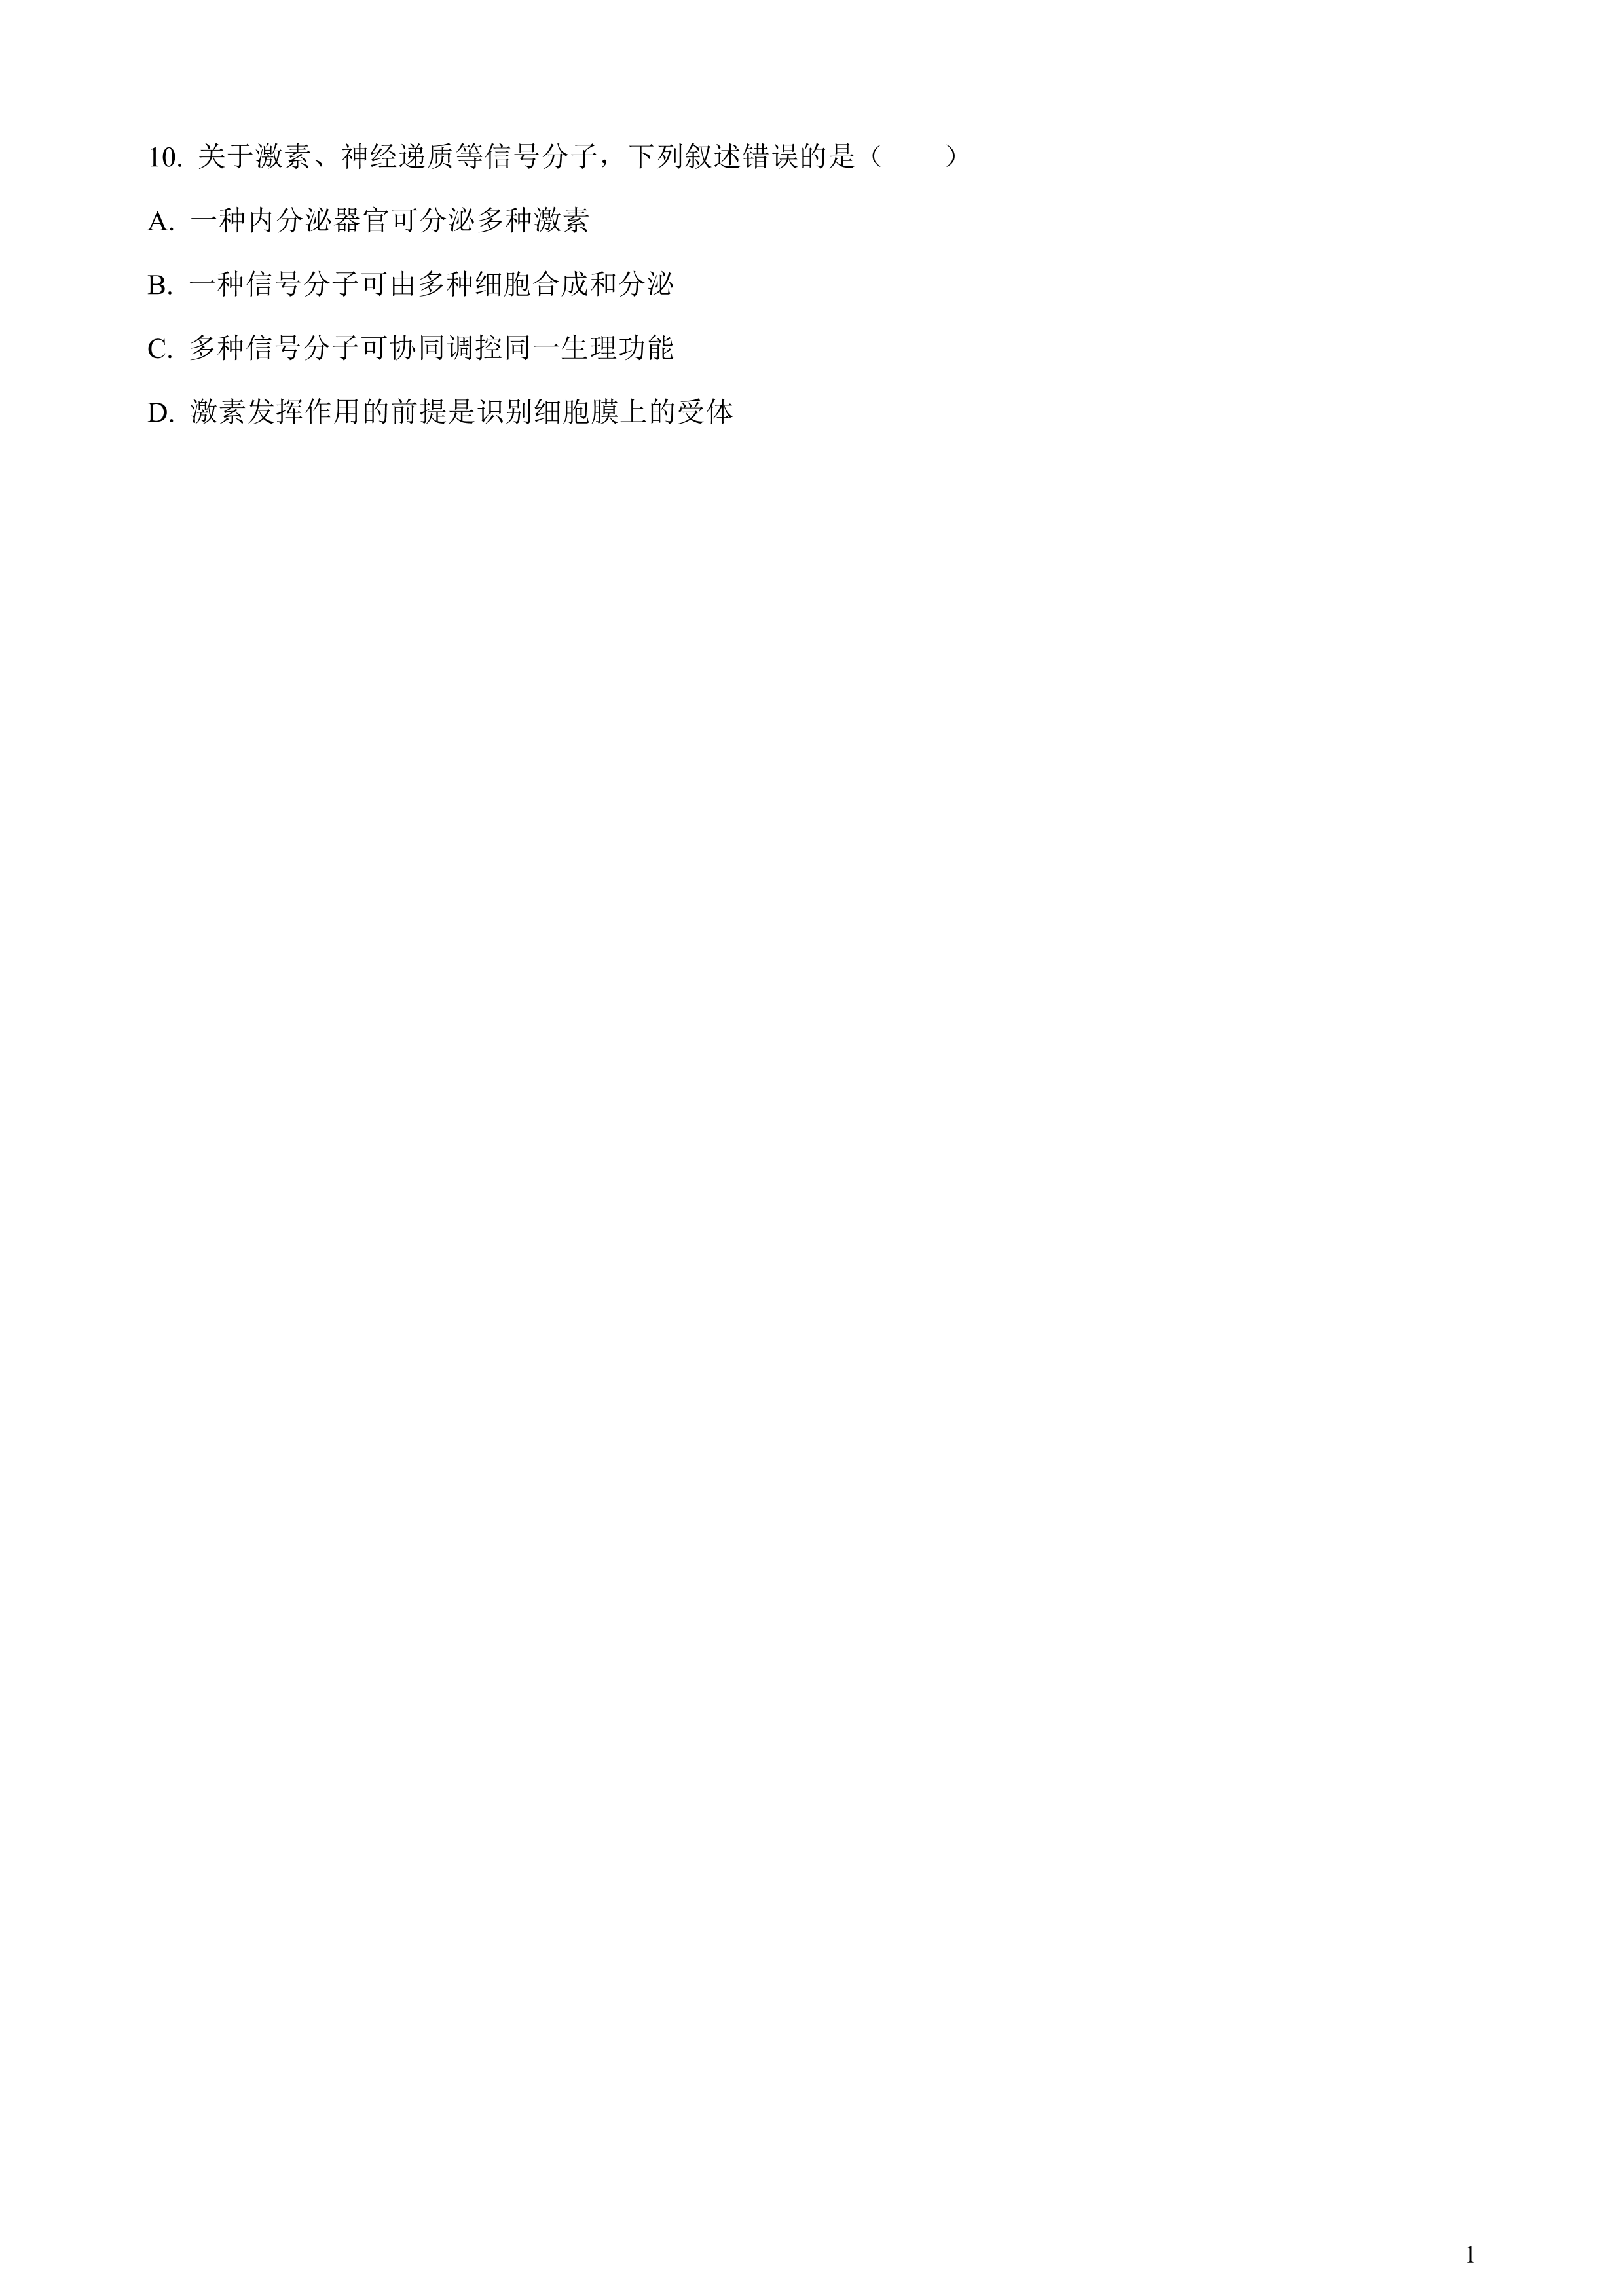 10. 关于激素、神经递质等信号分子，下列叙述错误的是（　　）
A. 一种内分泌器官可分泌多种激素
B. 一种信号分子可由多种细胞合成和分泌
C. 多种信号分子可协同调控同一生理功能
D. 激素发挥作用的前提是识别细胞膜上的受体
1